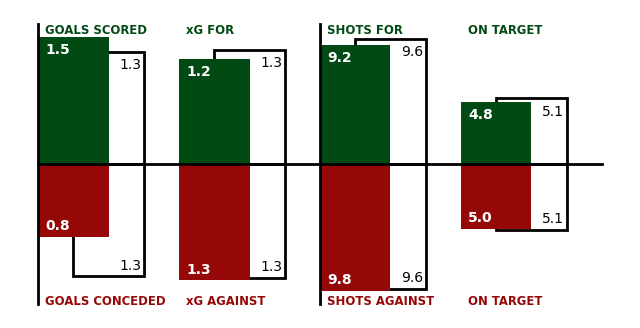 GOALS SCORED xG FOR SHOTS FOR ON TARGET
1.5 1.3 1.2 1.3 9.2 9.6 4.8 5.1
0.8 1.3 1.3 1.3 9.8 9.6 5.0 5.1
GOALS CONCEDED xG AGAINST SHOTS AGAINST ON TARGET